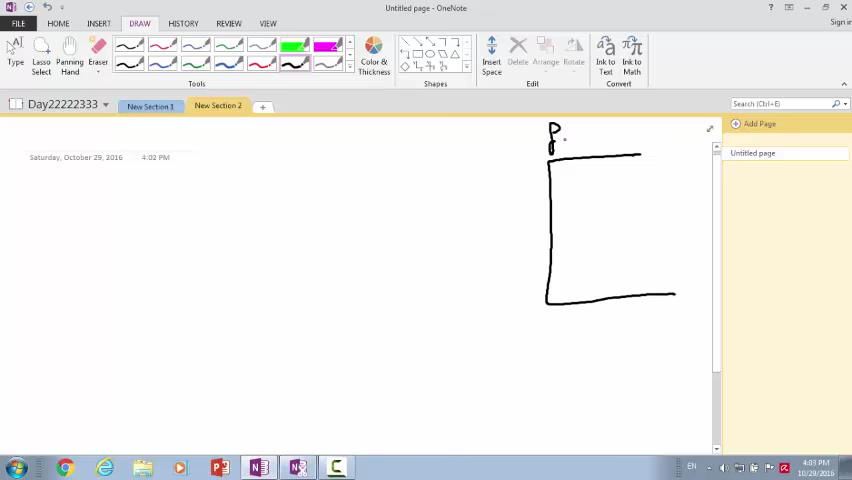 Untitled page - OneNote
FILE HOME INSERT DRAW HISTORY REVIEW VIEW
Sign in
Type
Lasso Select
Panning Hand
Eraser
Color & Thickness
Insert Space
Delete
Arrange
Rotate
Ink to Text
Ink to Math
Tools
Shapes
Edit
Convert
Day22222333 New Section 1 New Section 2
Search (Ctrl+E)
Add Page
Untitled page
Saturday, October 29, 2016 4:02 PM
P
EN
4:03 PM
10/29/2016